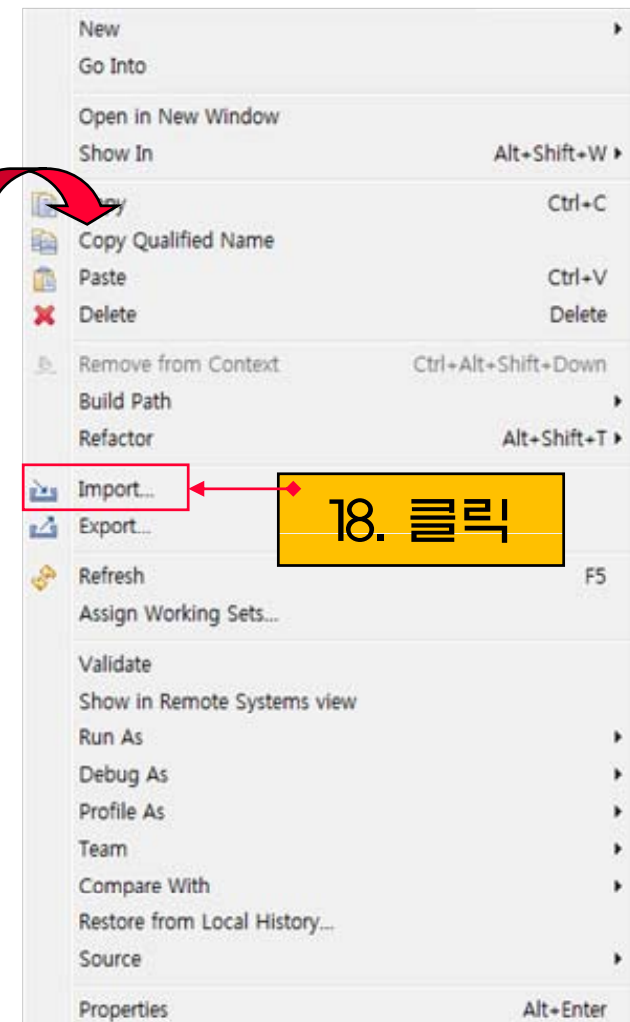 New
Go Into
Open in New Window
Show In Alt+Shift+W
Ctrl+C
Copy Qualified Name
Paste Ctrl+V
Delete Delete
Remove from Context Ctrl+Alt+Shift+Down
Build Path
Refactor Alt+Shift+T
Import...
18. 클릭
Export...
Refresh F5
Assign Working Sets...
Validate
Show in Remote Systems view
Run As
Debug As
Profile As
Team
Compare With
Restore from Local History...
Source
Properties Alt+Enter